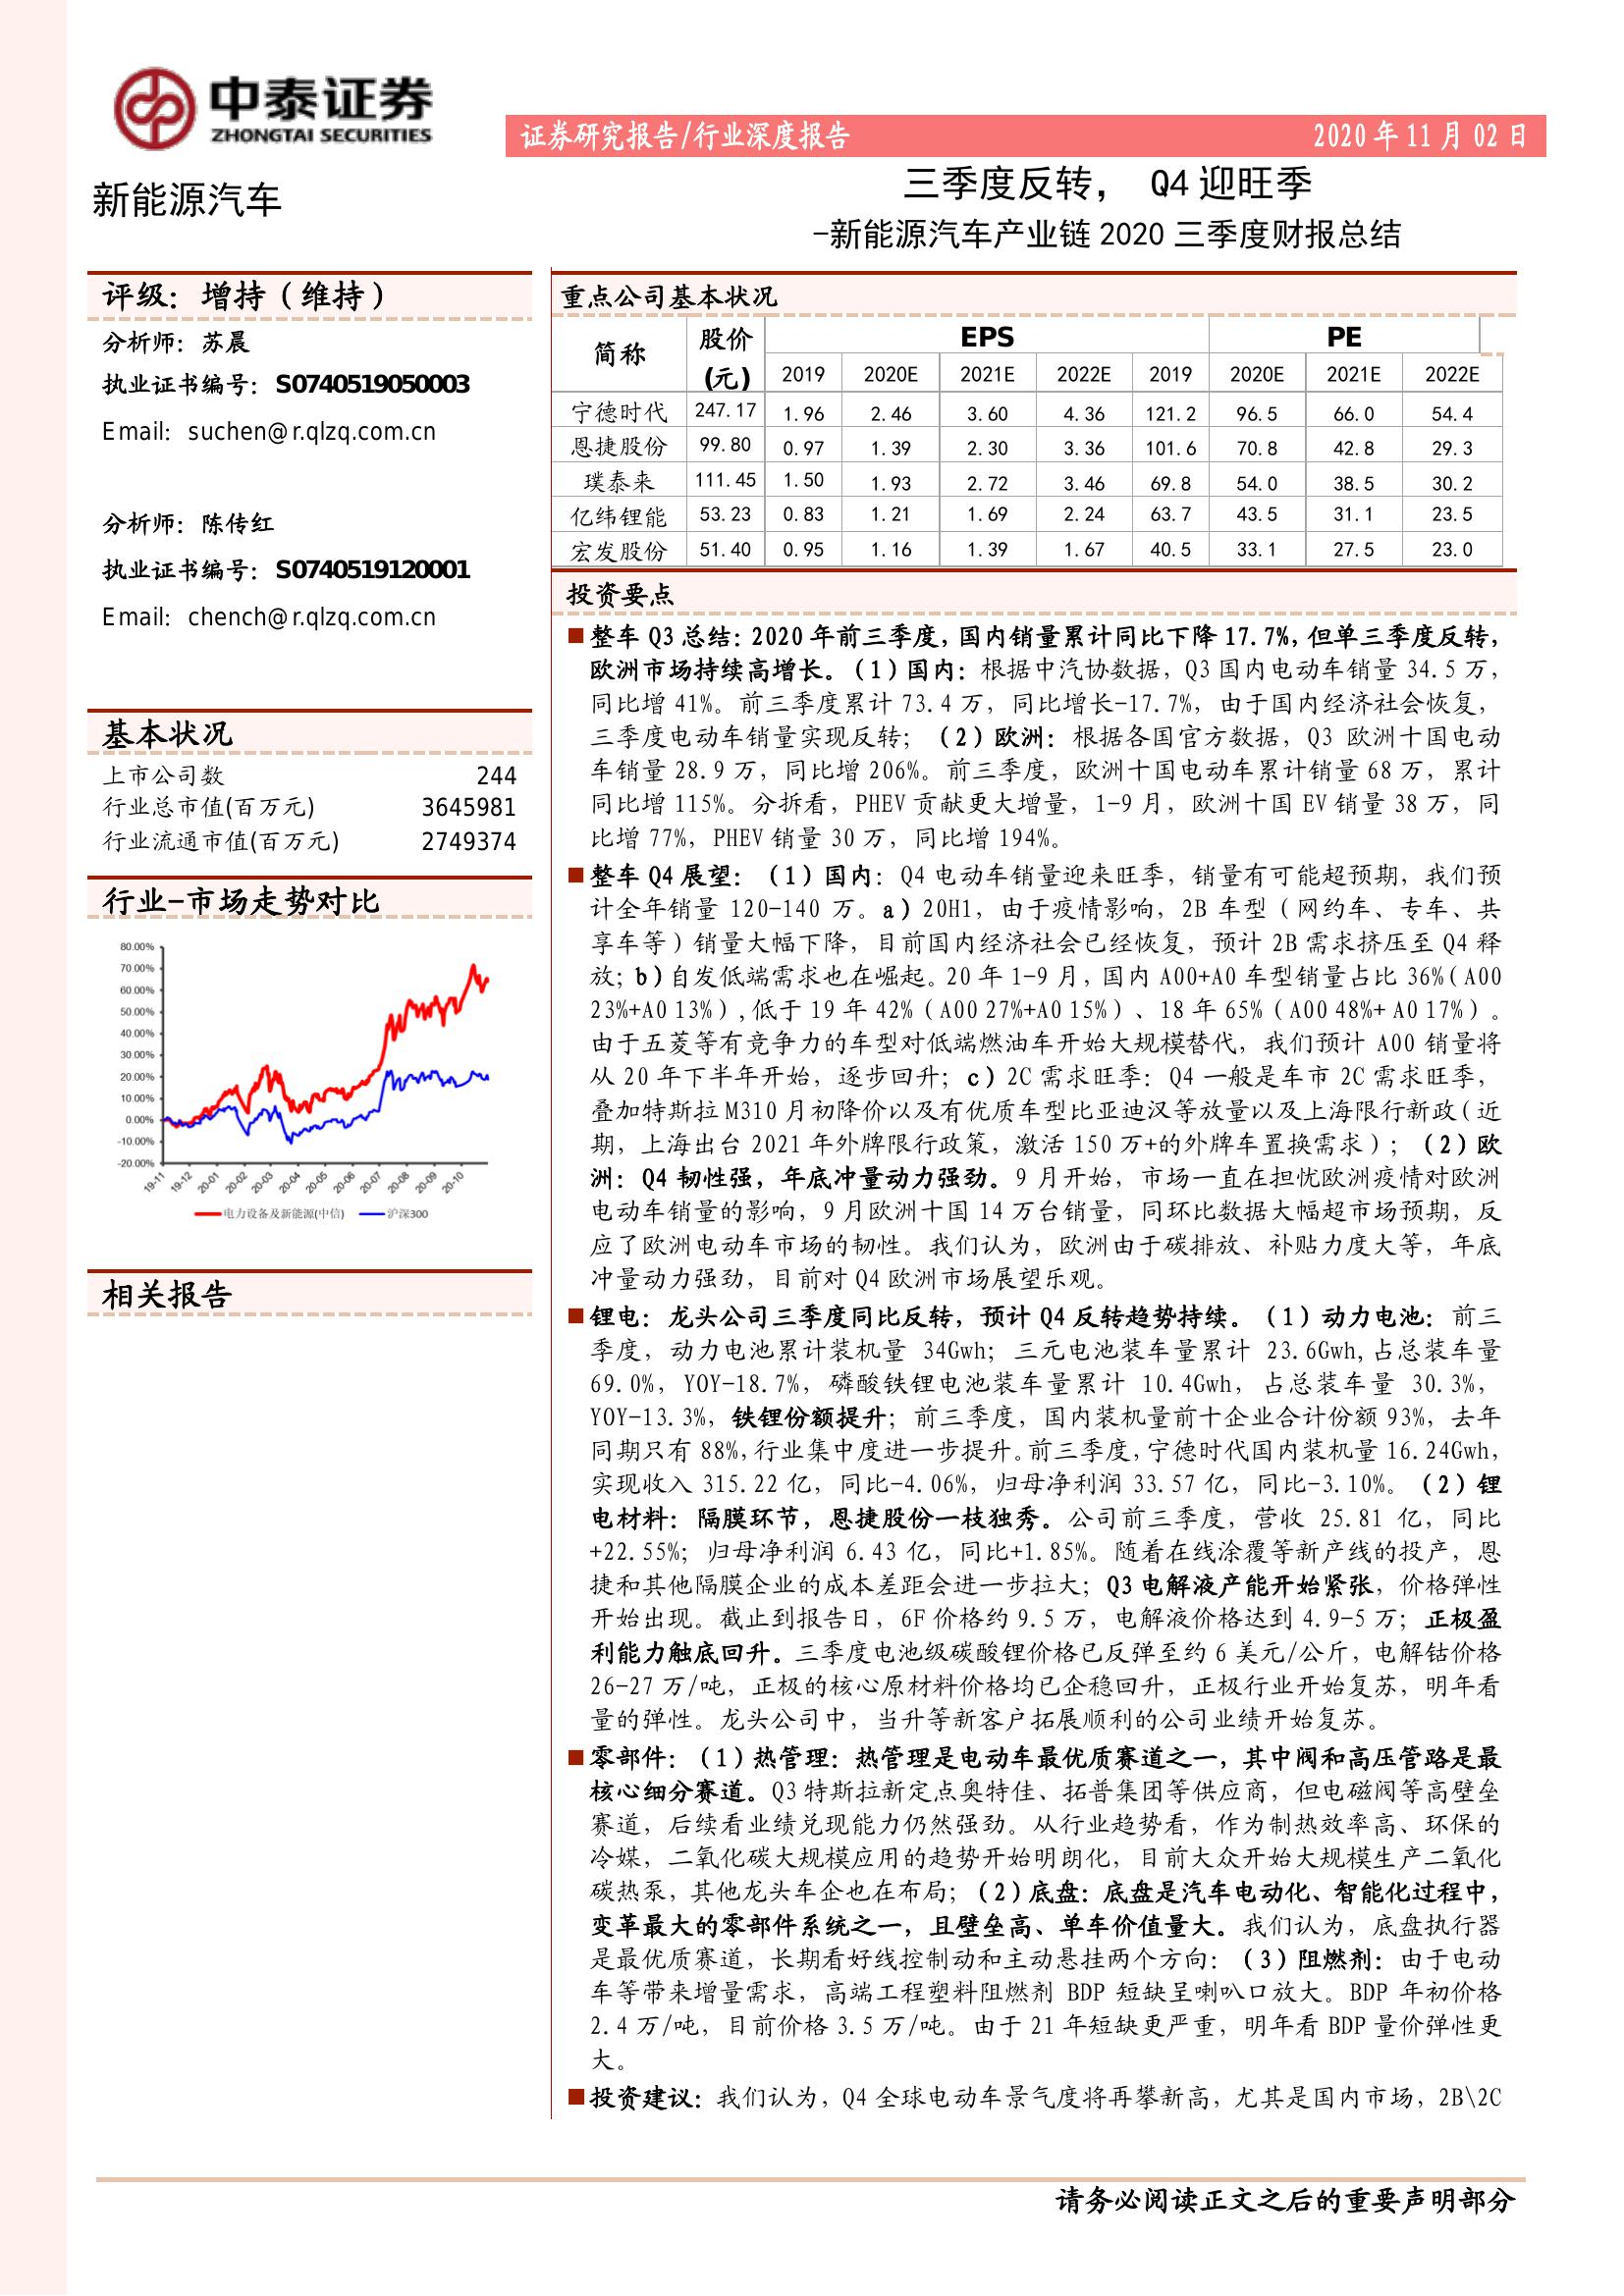 中泰证券
ZHONGTAI SECURITIES
证券研究报告/行业深度报告 2020 年 11 月 02 日
新能源汽车
三季度反转， Q4 迎旺季
-新能源汽车产业链 2020 三季度财报总结
评级：增持（维持）
分析师：苏晨
执业证书编号：S0740519050003
Email：suchen@r.qlzq.com.cn
分析师：陈传红
执业证书编号：S0740519120001
Email：chench@r.qlzq.com.cn
基本状况
上市公司数 244
行业总市值(百万元) 3645981
行业流通市值(百万元) 2749374
行业-市场走势对比
80.00%
70.00%
60.00%
50.00%
40.00%
30.00%
20.00%
10.00%
0.00%
-10.00%
-20.00%
19-11 19-12 20-01 20-02 20-03 20-04 20-05 20-06 20-07 20-08 20-09 20-10
电力设备及新能源(中信) 沪深300
相关报告
重点公司基本状况
简称 股价(元) EPS PE
2019 2020E 2021E 2022E 2019 2020E 2021E 2022E
宁德时代 247.17 1.96 2.46 3.60 4.36 121.2 96.5 66.0 54.4
恩捷股份 99.80 0.97 1.39 2.30 3.36 101.6 70.8 42.8 29.3
璞泰来 111.45 1.50 1.93 2.72 3.46 69.8 54.0 38.5 30.2
亿纬锂能 53.23 0.83 1.21 1.69 2.24 63.7 43.5 31.1 23.5
宏发股份 51.40 0.95 1.16 1.39 1.67 40.5 33.1 27.5 23.0
投资要点
■ 整车 Q3 总结：2020 年前三季度，国内销量累计同比下降 17.7%，但单三季度反转，
欧洲市场持续高增长。（1）国内：根据中汽协数据，Q3 国内电动车销量 34.5 万，
同比增 41%。前三季度累计 73.4 万，同比增长-17.7%，由于国内经济社会恢复，
三季度电动车销量实现反转；（2）欧洲：根据各国官方数据，Q3 欧洲十国电动
车销量 28.9 万，同比增 206%。前三季度，欧洲十国电动车累计销量 68 万，累计
同比增 115%。分拆看，PHEV 贡献更大增量，1-9 月，欧洲十国 EV 销量 38 万，同
比增 77%，PHEV 销量 30 万，同比增 194%。
■ 整车 Q4 展望：（1）国内：Q4 电动车销量迎来旺季，销量有可能超预期，我们预
计全年销量 120-140 万。a）20H1，由于疫情影响，2B 车型（网约车、专车、共
享车等）销量大幅下降，目前国内经济社会已经恢复，预计 2B 需求挤压至 Q4 释
放；b）自发低端需求也在崛起。20 年 1-9 月，国内 A00+A0 车型销量占比 36%（A00
23%+A0 13%），低于 19 年 42%（A00 27%+A0 15%）、18 年 65%（A00 48%+ A0 17%）。
由于五菱等有竞争力的车型对低端燃油车开始大规模替代，我们预计 A00 销量将
从 20 年下半年开始，逐步回升；c）2C 需求旺季：Q4 一般是车市 2C 需求旺季，
叠加特斯拉 M310 月初降价以及有优质车型比亚迪汉等放量以及上海限行新政（近
期，上海出台 2021 年外牌限行政策，激活 150 万+的外牌车置换需求）；（2）欧
洲：Q4 韧性强，年底冲量动力强劲。9 月开始，市场一直在担忧欧洲疫情对欧洲
电动车销量的影响，9 月欧洲十国 14 万台销量，同环比数据大幅超市场预期，反
应了欧洲电动车市场的韧性。我们认为，欧洲由于碳排放、补贴力度大等，年底
冲量动力强劲，目前对 Q4 欧洲市场展望乐观。
■ 锂电：龙头公司三季度同比反转，预计 Q4 反转趋势持续。（1）动力电池：前三
季度，动力电池累计装机量 34Gwh；三元电池装车量累计 23.6Gwh,占总装车量
69.0%，YOY-18.7%，磷酸铁锂电池装车量累计 10.4Gwh，占总装车量 30.3%，
YOY-13.3%，铁锂份额提升；前三季度，国内装机量前十企业合计份额 93%，去年
同期只有 88%,行业集中度进一步提升。前三季度，宁德时代国内装机量 16.24Gwh，
实现收入 315.22 亿，同比-4.06%，归母净利润 33.57 亿，同比-3.10%。（2）锂
电材料：隔膜环节，恩捷股份一枝独秀。公司前三季度，营收 25.81 亿，同比
+22.55%；归母净利润 6.43 亿，同比+1.85%。随着在线涂覆等新产线的投产，恩
捷和其他隔膜企业的成本差距会进一步拉大；Q3 电解液产能开始紧张，价格弹性
开始出现。截止到报告日，6F 价格约 9.5 万，电解液价格达到 4.9-5 万；正极盈
利能力触底回升。三季度电池级碳酸锂价格已反弹至约 6 美元/公斤，电解钴价格
26-27 万/吨，正极的核心原材料价格均已企稳回升，正极行业开始复苏，明年看
量的弹性。龙头公司中，当升等新客户拓展顺利的公司业绩开始复苏。
■ 零部件：（1）热管理：热管理是电动车最优质赛道之一，其中阀和高压管路是最
核心细分赛道。Q3 特斯拉新定点奥特佳、拓普集团等供应商，但电磁阀等高壁垒
赛道，后续看业绩兑现能力仍然强劲。从行业趋势看，作为制热效率高、环保的
冷媒，二氧化碳大规模应用的趋势开始明朗化，目前大众开始大规模生产二氧化
碳热泵，其他龙头车企也在布局；（2）底盘：底盘是汽车电动化、智能化过程中，
变革最大的零部件系统之一，且壁垒高、单车价值量大。我们认为，底盘执行器
是最优质赛道，长期看好线控制动和主动悬挂两个方向：（3）阻燃剂：由于电动
车等带来增量需求，高端工程塑料阻燃剂 BDP 短缺呈喇叭口放大。BDP 年初价格
2.4 万/吨，目前价格 3.5 万/吨。由于 21 年短缺更严重，明年看 BDP 量价弹性更
大。
■ 投资建议：我们认为，Q4 全球电动车景气度将再攀新高，尤其是国内市场，2B\2C
请务必阅读正文之后的重要声明部分